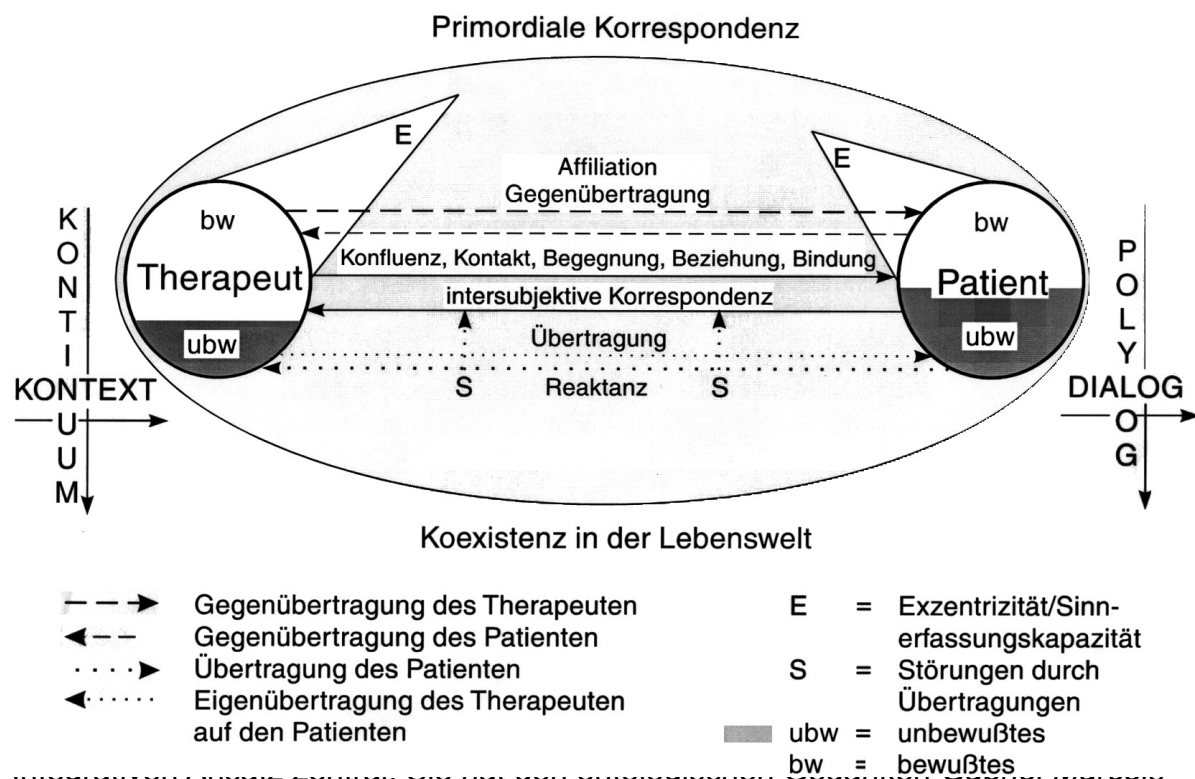 Primordiale Korrespondenz
E
E
Affiliation
Gegenübertragung
bw
bw
Konfluenz, Kontakt, Begegnung, Beziehung, Bindung
Therapeut
Patient
intersubjektive Korrespondenz
ubw
ubw
Übertragung
S
Reaktanz
S
KONTINUUM
KONTEXT
POLYLOG
DIALOG
Koexistenz in der Lebenswelt
Gegenübertragung des Therapeuten
Gegenübertragung des Patienten
Übertragung des Patienten
Eigenübertragung des Therapeuten
auf den Patienten
E = Exzentrizität/Sinn-
erfassungskapazität
S = Störungen durch
Übertragungen
ubw = unbewußtes
bw = bewußtes